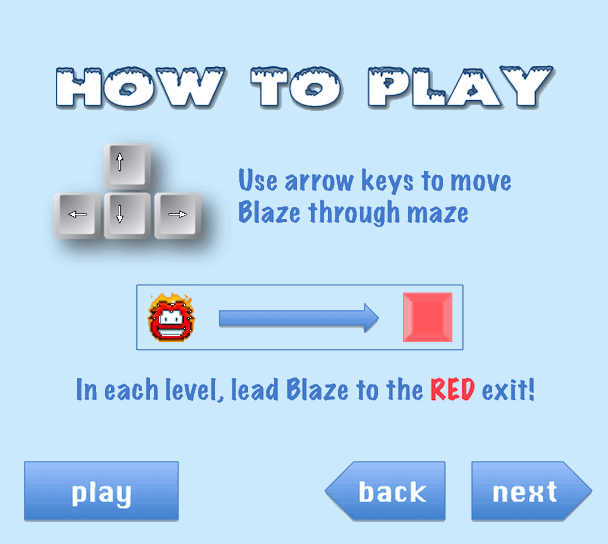 HOW TO PLAY
Use arrow keys to move
Blaze through maze
In each level, lead Blaze to the RED exit!
play
back
next